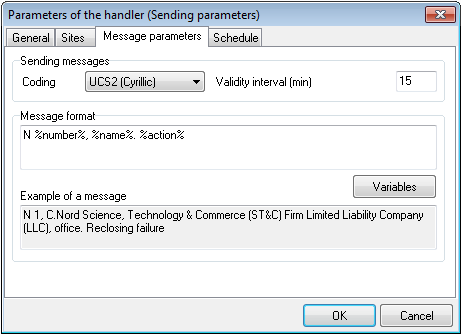 Parameters of the handler (Sending parameters)
General Sites Message parameters Schedule
Sending messages
Coding UCS2 (Cyrillic) Validity interval (min) 15
Message format
N %number%, %name%. %action%
Variables
Example of a message
N 1, C.Nord Science, Technology & Commerce (ST&C) Firm Limited Liability Company
(LLC), office. Reclosing failure
OK Cancel